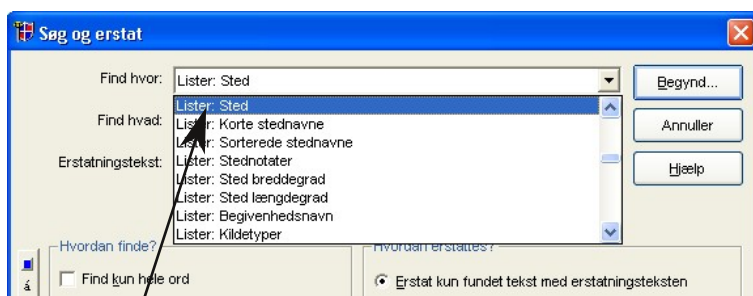 Søg og erstat
Find hvor: Lister: Sted Begynd...
Lister: Sted
Find hvad: Lister: Korte stednavne Annuller
Lister: Sorterede stednavne
Erstatningstekst: Lister: Stednotater Hjælp
Lister: Sted breddegrad
Lister: Sted længdegrad
Lister: Begivenhedsnavn
Lister: Kildetyper
Hvordan finde? Hvordan erstattes?
á Find kun hele ord Erstat kun fundet tekst med erstatningsteksten